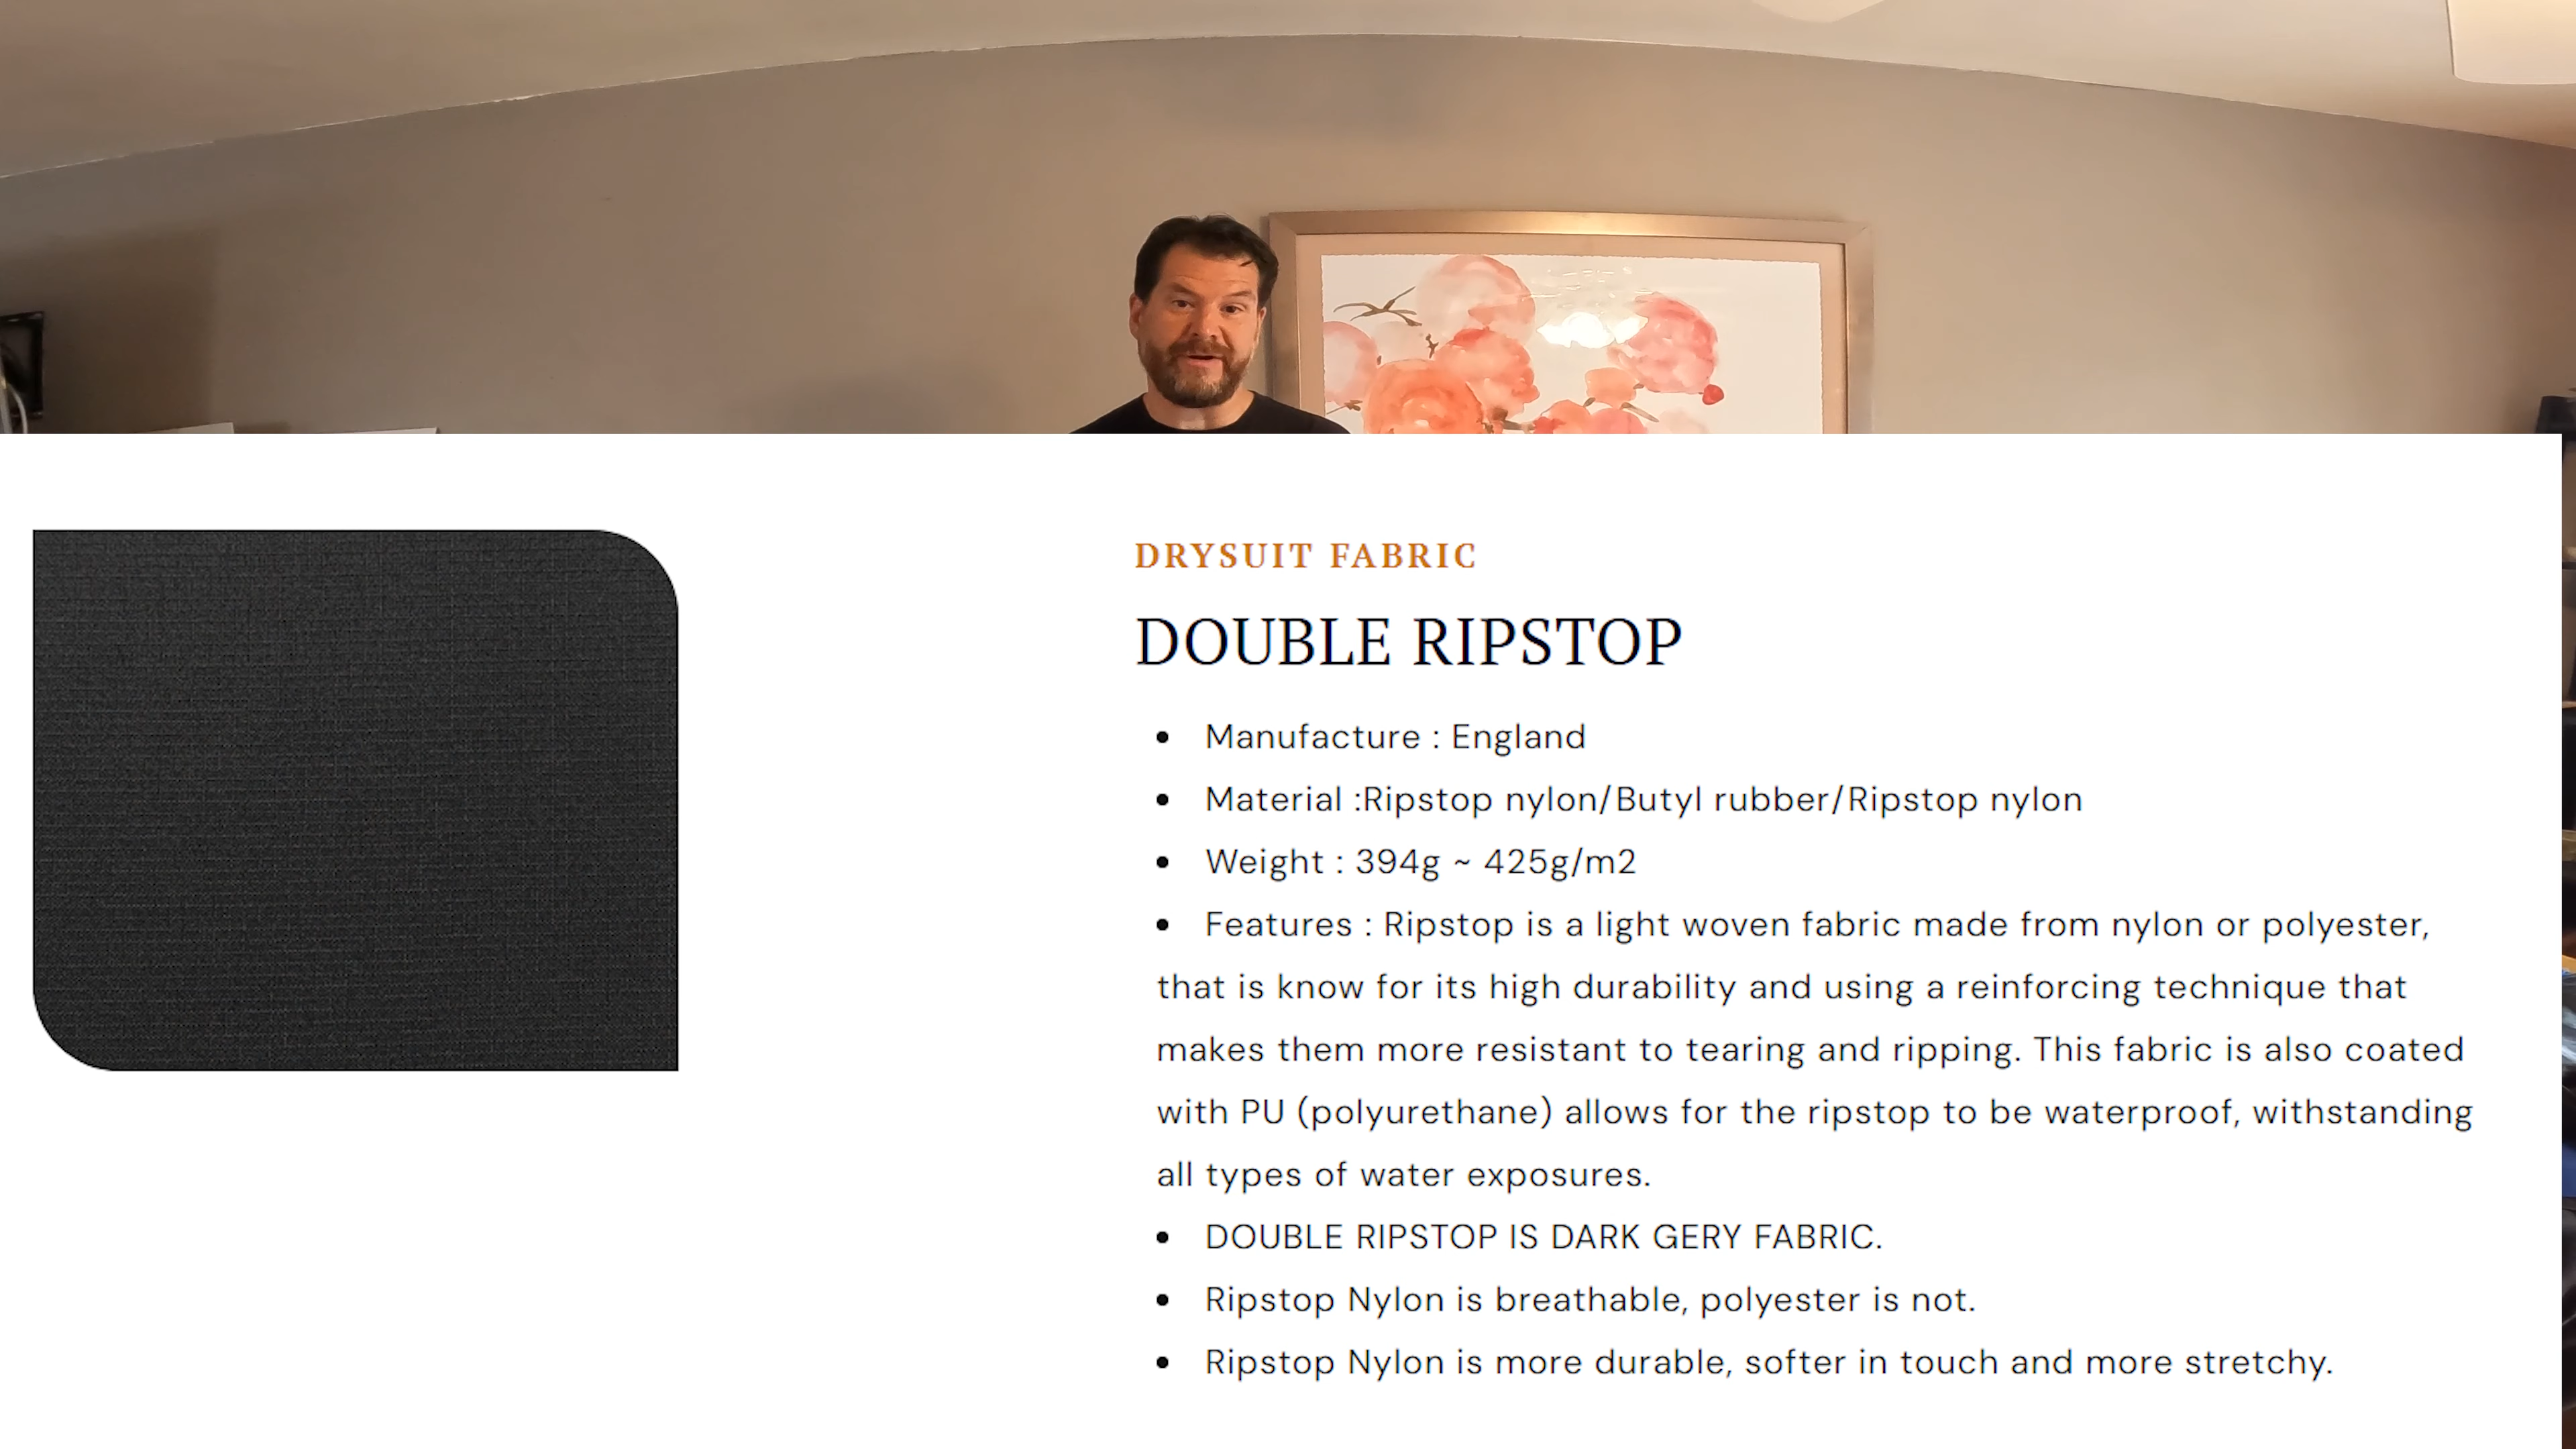 DRYSUIT FABRIC
DOUBLE RIPSTOP
• Manufacture : England
• Material :Ripstop nylon/Butyl rubber/Ripstop nylon
• Weight : 394g ~ 425g/m2
• Features : Ripstop is a light woven fabric made from nylon or polyester,
that is know for its high durability and using a reinforcing technique that
makes them more resistant to tearing and ripping. This fabric is also coated
with PU (polyurethane) allows for the ripstop to be waterproof, withstanding
all types of water exposures.
• DOUBLE RIPSTOP IS DARK GERY FABRIC.
• Ripstop Nylon is breathable, polyester is not.
• Ripstop Nylon is more durable, softer in touch and more stretchy.